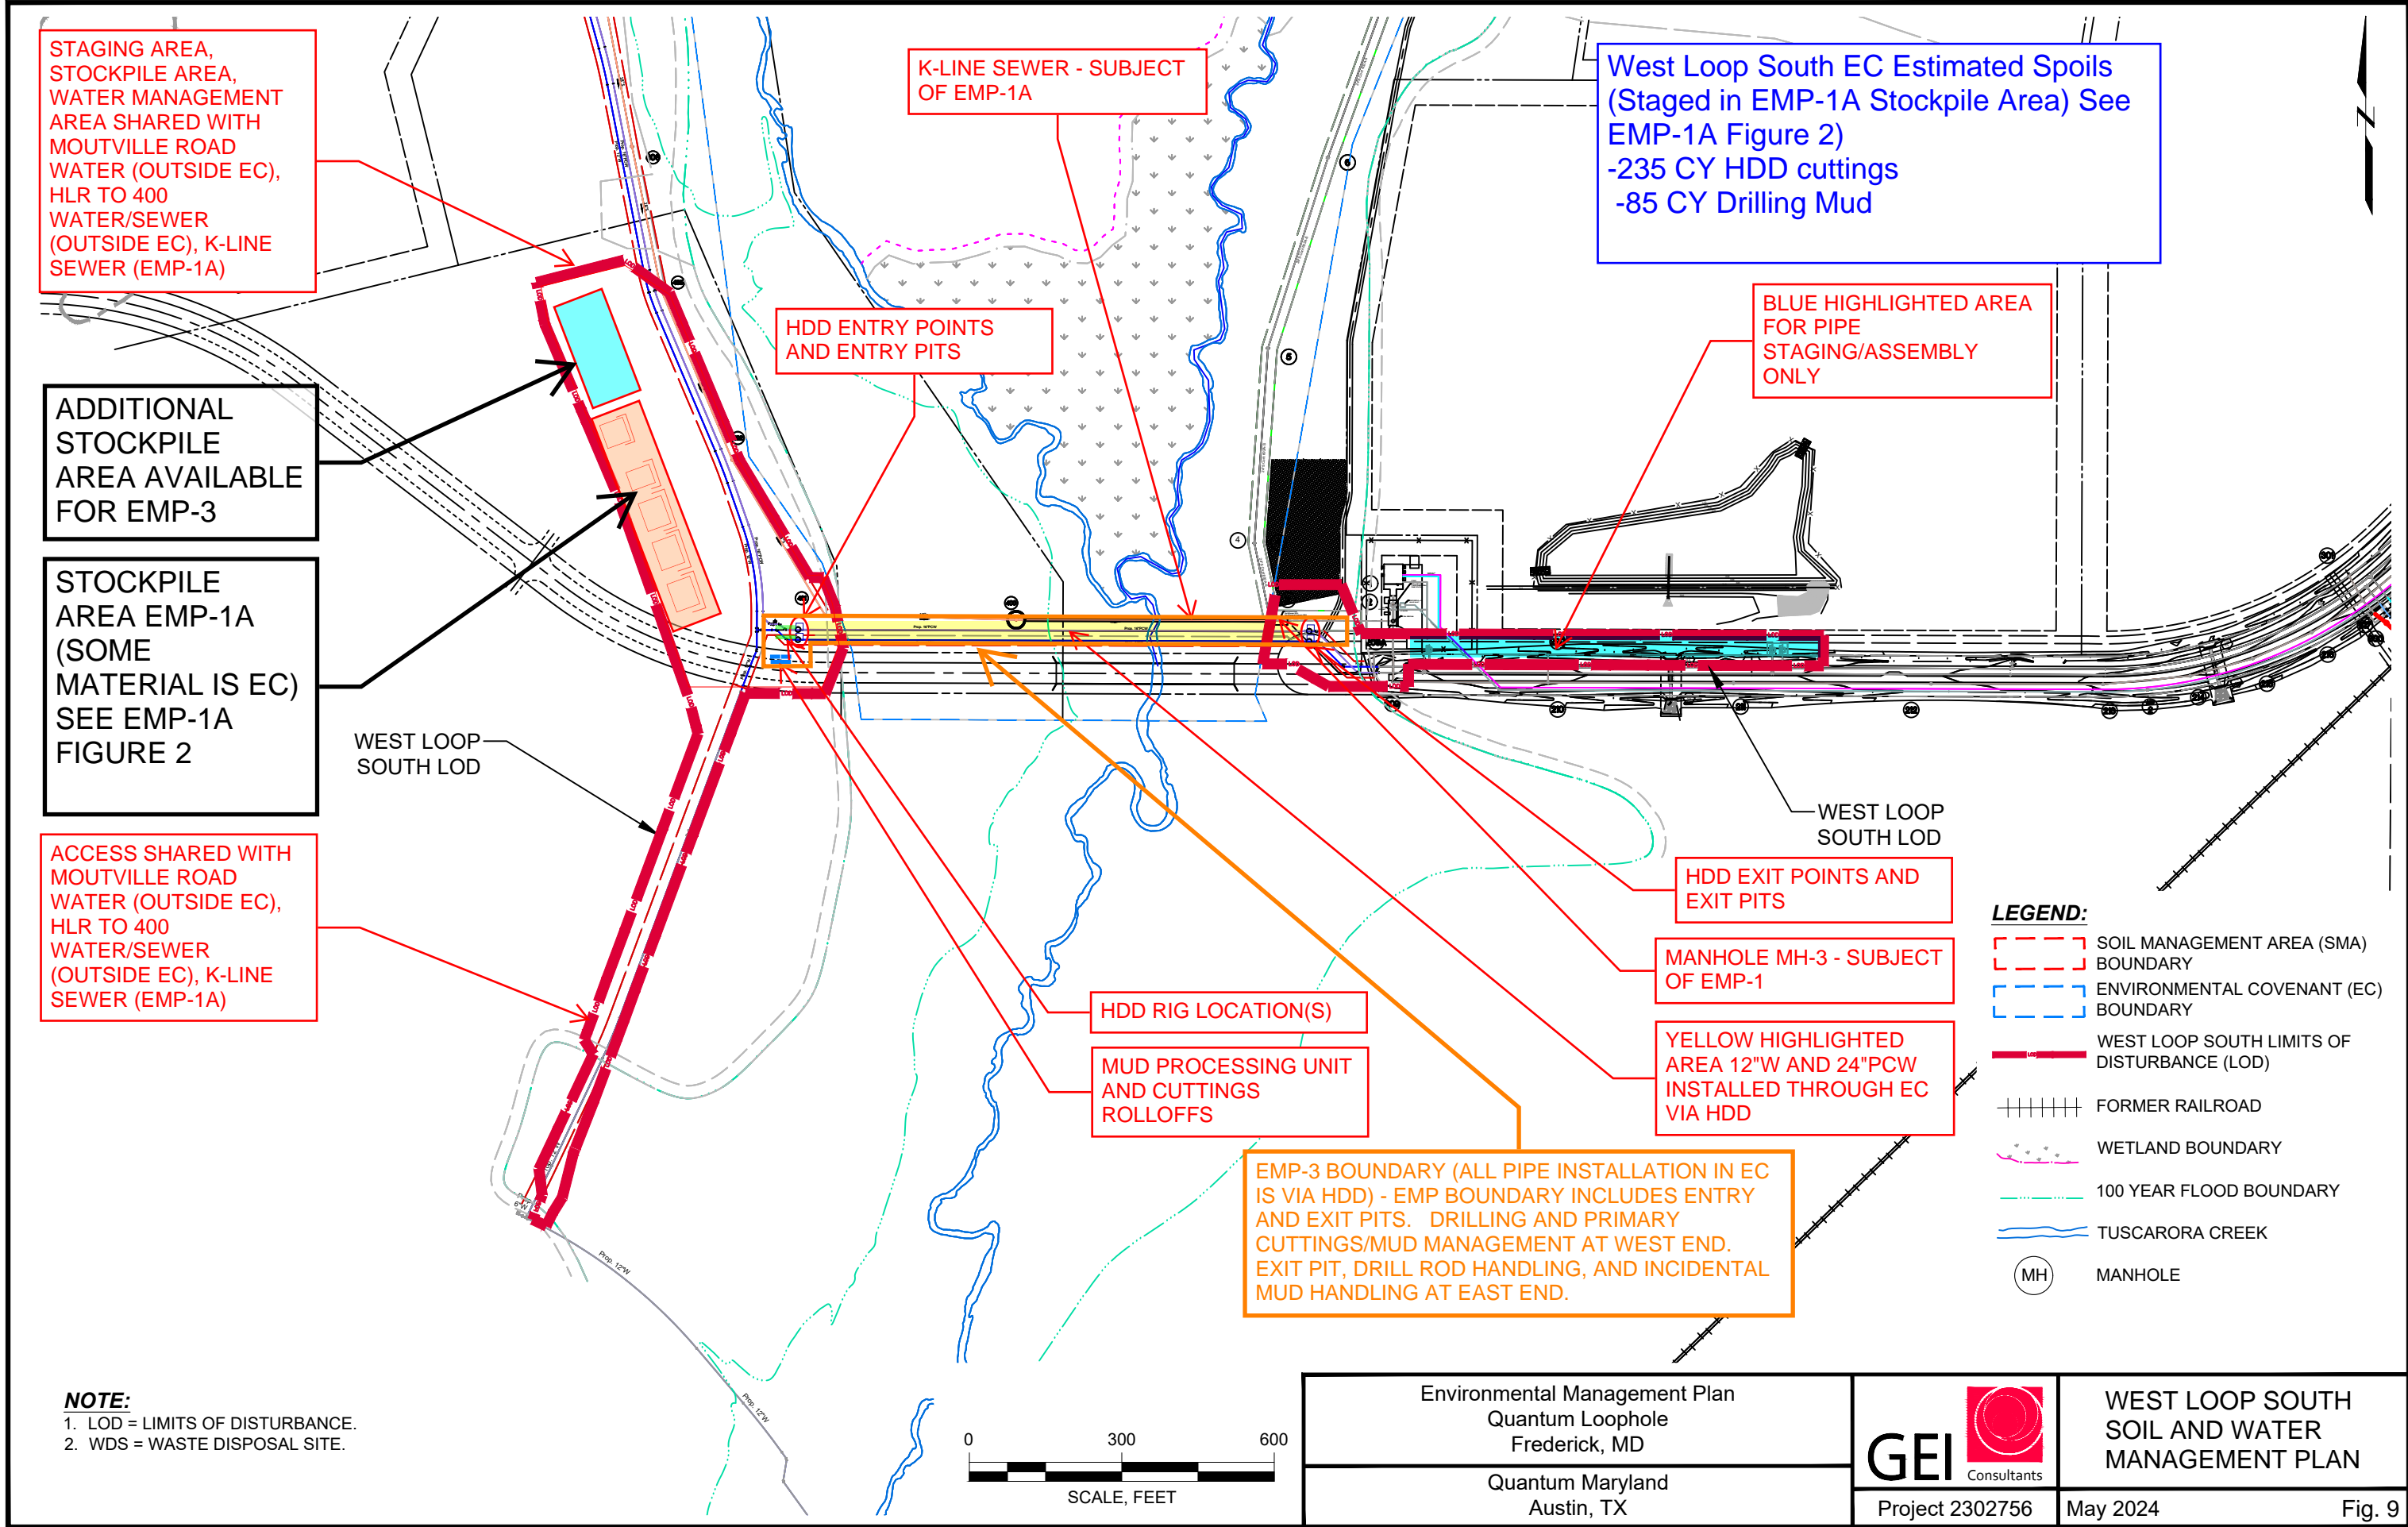 STAGING AREA,
STOCKPILE AREA,
WATER MANAGEMENT
AREA SHARED WITH
MOUTVILLE ROAD
WATER (OUTSIDE EC),
HLR TO 400
WATER/SEWER
(OUTSIDE EC), K-LINE
SEWER (EMP-1A)
K-LINE SEWER - SUBJECT
OF EMP-1A
West Loop South EC Estimated Spoils
(Staged in EMP-1A Stockpile Area) See
EMP-1A Figure 2)
-235 CY HDD cuttings
-85 CY Drilling Mud
HDD ENTRY POINTS
AND ENTRY PITS
BLUE HIGHLIGHTED AREA
FOR PIPE
STAGING/ASSEMBLY
ONLY
ADDITIONAL
STOCKPILE
AREA AVAILABLE
FOR EMP-3
STOCKPILE
AREA EMP-1A
(SOME
MATERIAL IS EC)
SEE EMP-1A
FIGURE 2
WEST LOOP
SOUTH LOD
ACCESS SHARED WITH
MOUTVILLE ROAD
WATER (OUTSIDE EC),
HLR TO 400
WATER/SEWER
(OUTSIDE EC), K-LINE
SEWER (EMP-1A)
WEST LOOP
SOUTH LOD
HDD EXIT POINTS AND
EXIT PITS
MANHOLE MH-3 - SUBJECT
OF EMP-1
HDD RIG LOCATION(S)
MUD PROCESSING UNIT
AND CUTTINGS
ROLLOFFS
YELLOW HIGHLIGHTED
AREA 12"W AND 24"PCW
INSTALLED THROUGH EC
VIA HDD
EMP-3 BOUNDARY (ALL PIPE INSTALLATION IN EC
IS VIA HDD) - EMP BOUNDARY INCLUDES ENTRY
AND EXIT PITS. DRILLING AND PRIMARY
CUTTINGS/MUD MANAGEMENT AT WEST END.
EXIT PIT, DRILL ROD HANDLING, AND INCIDENTAL
MUD HANDLING AT EAST END.
Prop. 12"W
Prop. 12"W
4
N
LEGEND:
SOIL MANAGEMENT AREA (SMA)
BOUNDARY
ENVIRONMENTAL COVENANT (EC)
BOUNDARY
LOD
WEST LOOP SOUTH LIMITS OF
DISTURBANCE (LOD)
FORMER RAILROAD
WETLAND BOUNDARY
100 YEAR FLOOD BOUNDARY
TUSCARORA CREEK
MH
MANHOLE
NOTE:
1. LOD = LIMITS OF DISTURBANCE.
2. WDS = WASTE DISPOSAL SITE.
0 300 600
SCALE, FEET
Environmental Management Plan
Quantum Loophole
Frederick, MD
Quantum Maryland
Austin, TX
GEI Consultants
Project 2302756
WEST LOOP SOUTH
SOIL AND WATER
MANAGEMENT PLAN
May 2024
Fig. 9